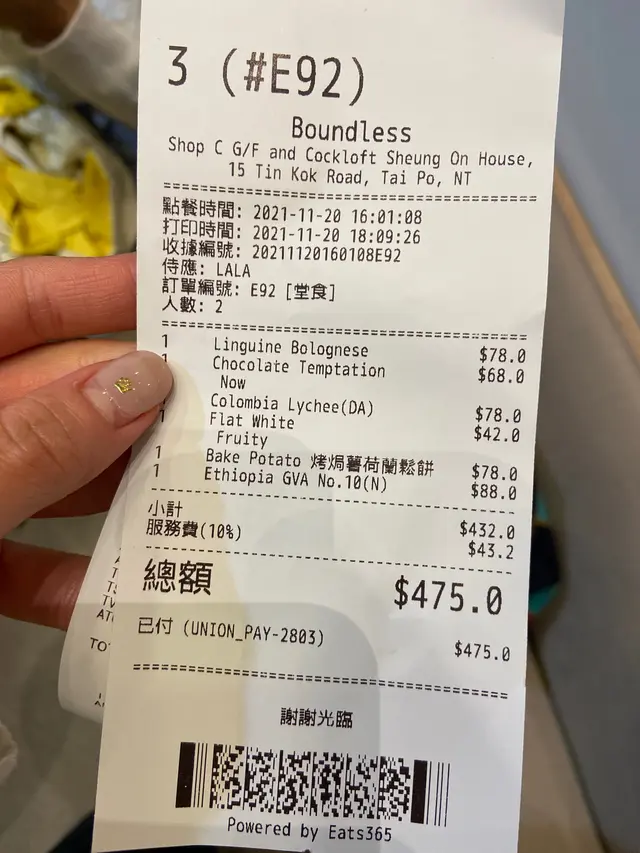 3 (#E92)
Boundless
Shop C G/F and Cockloft Sheung On House,
15 Tin Kok Road, Tai Po, NT
點餐時間: 2021-11-20 16:01:08
打印時間: 2021-11-20 18:09:26
收據編號: 20211120160108E92
侍應: LALA
訂單編號: E92 [堂食]
人數: 2
1 Linguine Bolognese $78.0
1 Chocolate Temptation $68.0
Now
Colombia Lychee(DA) $78.0
1 Flat White $42.0
Fruity
1 Bake Potato 烤焗薯荷蘭鬆餅 $78.0
1 Ethiopia GVA No.10(N) $88.0
小計 $432.0
服務費(10%) $43.2
總額 $475.0
已付 (UNION_PAY-2803) $475.0
謝謝光臨
Powered by Eats365